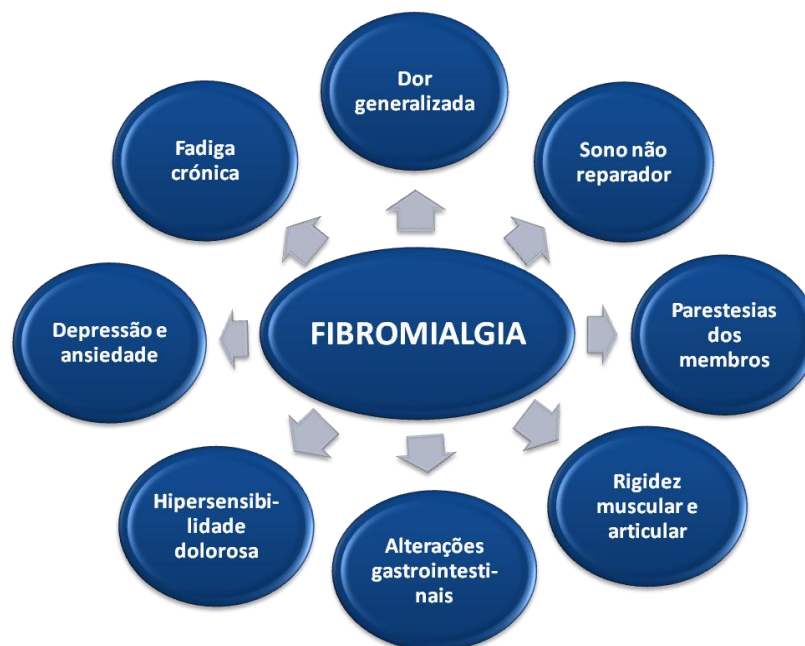 Dor
generalizada
Fadiga
crónica
Sono não
reparador
Depressão e
ansiedade
FIBROMIALGIA
Parestesias
dos
membros
Hipersensibi-
lidade
dolorosa
Alterações
gastrointesti-
nais
Rigidez
muscular e
articular